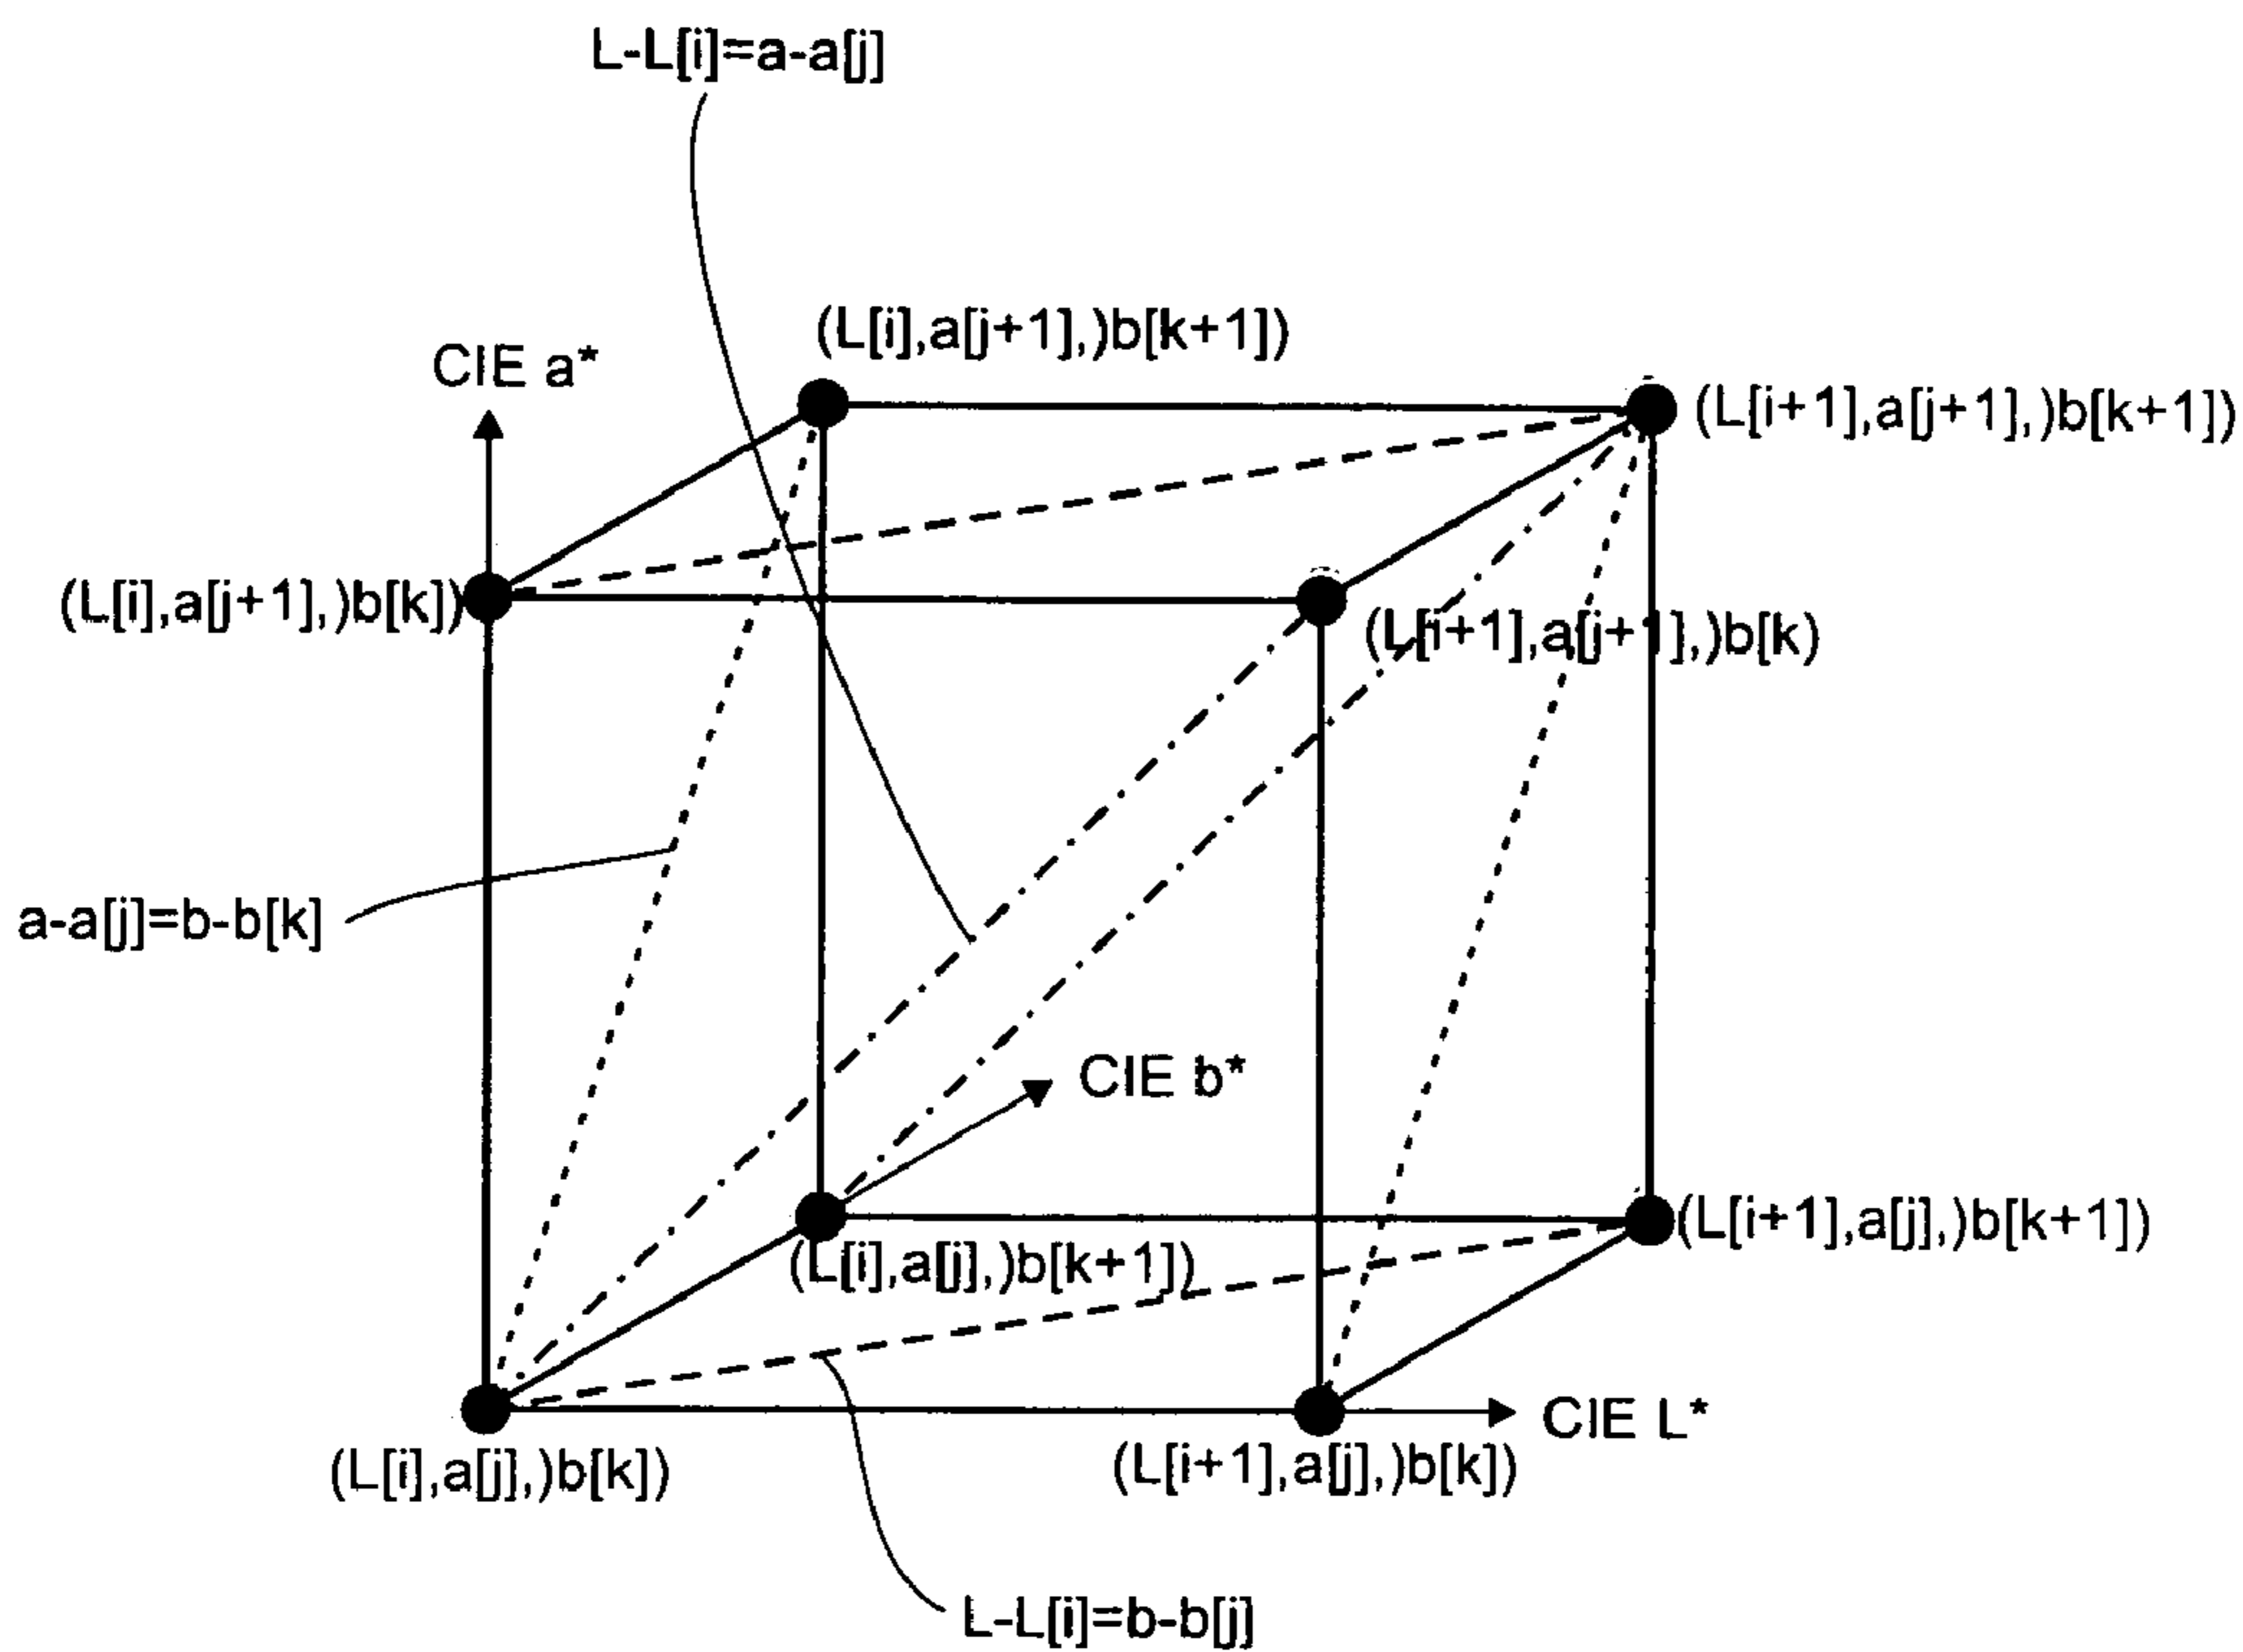 L-L[i]=a-a[j]
(L[i],a[j+1],)b[k+1])
CIE a*
(L[i+1],a[j+1],)b[k+1])
(L[i],a[j+1],)b[k])
(L[i+1],a[j+1],)b[k)
a-a[j]=b-b[k]
CIE b*
(L[i+1],a[j],)b[k+1])
(L[i],a[j],)b[k+1])
CIE L*
(L[i],a[j],)b[k])
(L[i+1],a[j],)b[k])
L-L[i]=b-b[j]